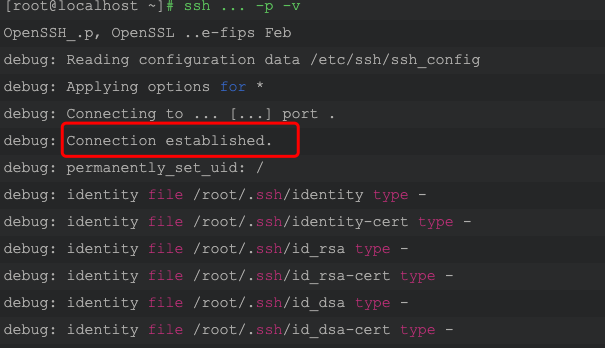 [root@localhost ~]# ssh ... -p -v
OpenSSH_.p, OpenSSL ..e-fips Feb
debug: Reading configuration data /etc/ssh/ssh_config
debug: Applying options for *
debug: Connecting to ... [...] port .
debug: Connection established.
debug: permanently_set_uid: /
debug: identity file /root/.ssh/identity type -
debug: identity file /root/.ssh/identity-cert type -
debug: identity file /root/.ssh/id_rsa type -
debug: identity file /root/.ssh/id_rsa-cert type -
debug: identity file /root/.ssh/id_dsa type -
debug: identity file /root/.ssh/id_dsa-cert type -